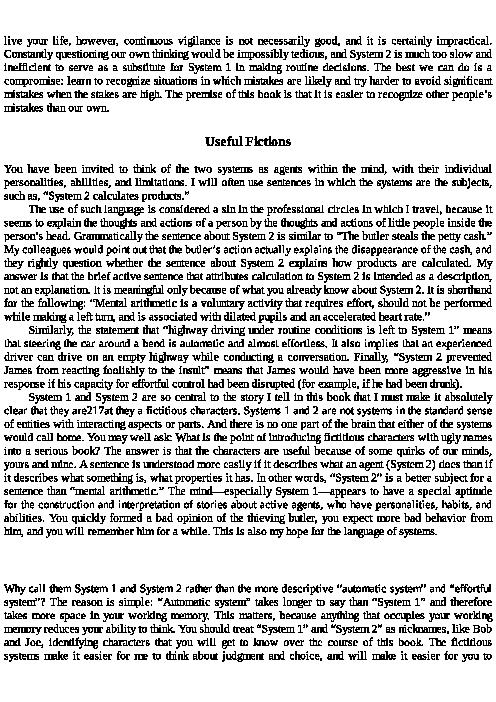 live your life, however, continuous vigilance is not necessarily good, and it is certainly impractical.
Constantly questioning our own thinking would be impossibly tedious, and System 2 is much too slow and
inefficient to serve as a substitute for System 1 in making routine decisions. The best we can do is a
compromise: learn to recognize situations in which mistakes are likely and try harder to avoid significant
mistakes when the stakes are high. The premise of this book is that it is easier to recognize other people’s
mistakes than our own.
Useful Fictions
You have been invited to think of the two systems as agents within the mind, with their individual
personalities, abilities, and limitations. I will often use sentences in which the systems are the subjects,
such as, “System 2 calculates products.”
The use of such language is considered a sin in the professional circles in which I travel, because it
seems to explain the thoughts and actions of a person by the thoughts and actions of little people inside the
person’s head. Grammatically the sentence about System 2 is similar to “The butler steals the petty cash.”
My colleagues would point out that the butler’s action actually explains the disappearance of the cash, and
they rightly question whether the sentence about System 2 explains how products are calculated. My
answer is that the brief active sentence that attributes calculation to System 2 is intended as a description,
not an explanation. It is meaningful only because of what you already know about System 2. It is shorthand
for the following: “Mental arithmetic is a voluntary activity that requires effort, should not be performed
while making a left turn, and is associated with dilated pupils and an accelerated heart rate.”
Similarly, the statement that “highway driving under routine conditions is left to System 1” means
that steering the car around a bend is automatic and almost effortless. It also implies that an experienced
driver can drive on an empty highway while conducting a conversation. Finally, “System 2 prevented
James from reacting foolishly to the insult” means that James would have been more aggressive in his
response if his capacity for effortful control had been disrupted (for example, if he had been drunk).
System 1 and System 2 are so central to the story I tell in this book that I must make it absolutely
clear that they are217at they a fictitious characters. Systems 1 and 2 are not systems in the standard sense
of entities with interacting aspects or parts. And there is no one part of the brain that either of the systems
would call home. You may well ask: What is the point of introducing fictitious characters with ugly names
into a serious book? The answer is that the characters are useful because of some quirks of our minds,
yours and mine. A sentence is understood more easily if it describes what an agent (System 2) does than if
it describes what something is, what properties it has. In other words, “System 2” is a better subject for a
sentence than “mental arithmetic.” The mind—especially System 1—appears to have a special aptitude
for the construction and interpretation of stories about active agents, who have personalities, habits, and
abilities. You quickly formed a bad opinion of the thieving butler, you expect more bad behavior from
him, and you will remember him for a while. This is also my hope for the language of systems.
Why call them System 1 and System 2 rather than the more descriptive “automatic system” and “effortful
system”? The reason is simple: “Automatic system” takes longer to say than “System 1” and therefore
takes more space in your working memory. This matters, because anything that occupies your working
memory reduces your ability to think. You should treat “System 1” and “System 2” as nicknames, like Bob
and Joe, identifying characters that you will get to know over the course of this book. The fictitious
systems make it easier for me to think about judgment and choice, and will make it easier for you to